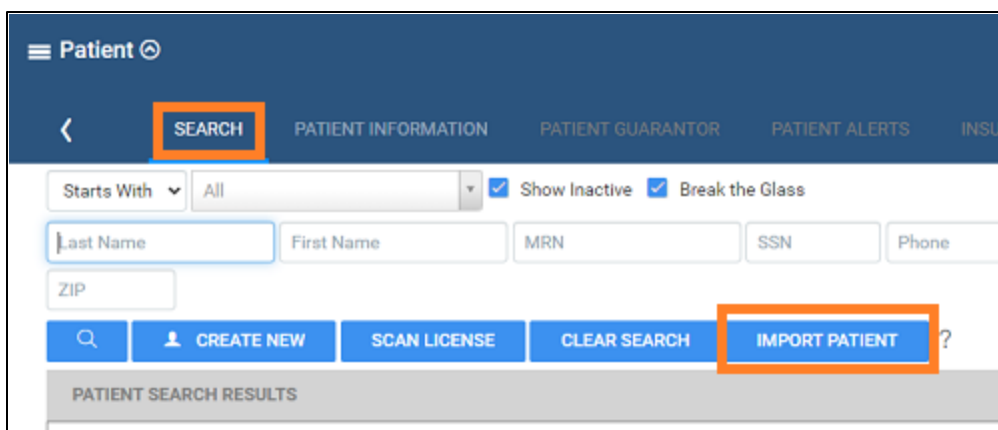 Patient
SEARCH PATIENT INFORMATION PATIENT GUARANTOR PATIENT ALERTS INSU
Starts With All Show Inactive Break the Glass
Last Name First Name MRN SSN Phone
ZIP
CREATE NEW SCAN LICENSE CLEAR SEARCH IMPORT PATIENT ?
PATIENT SEARCH RESULTS